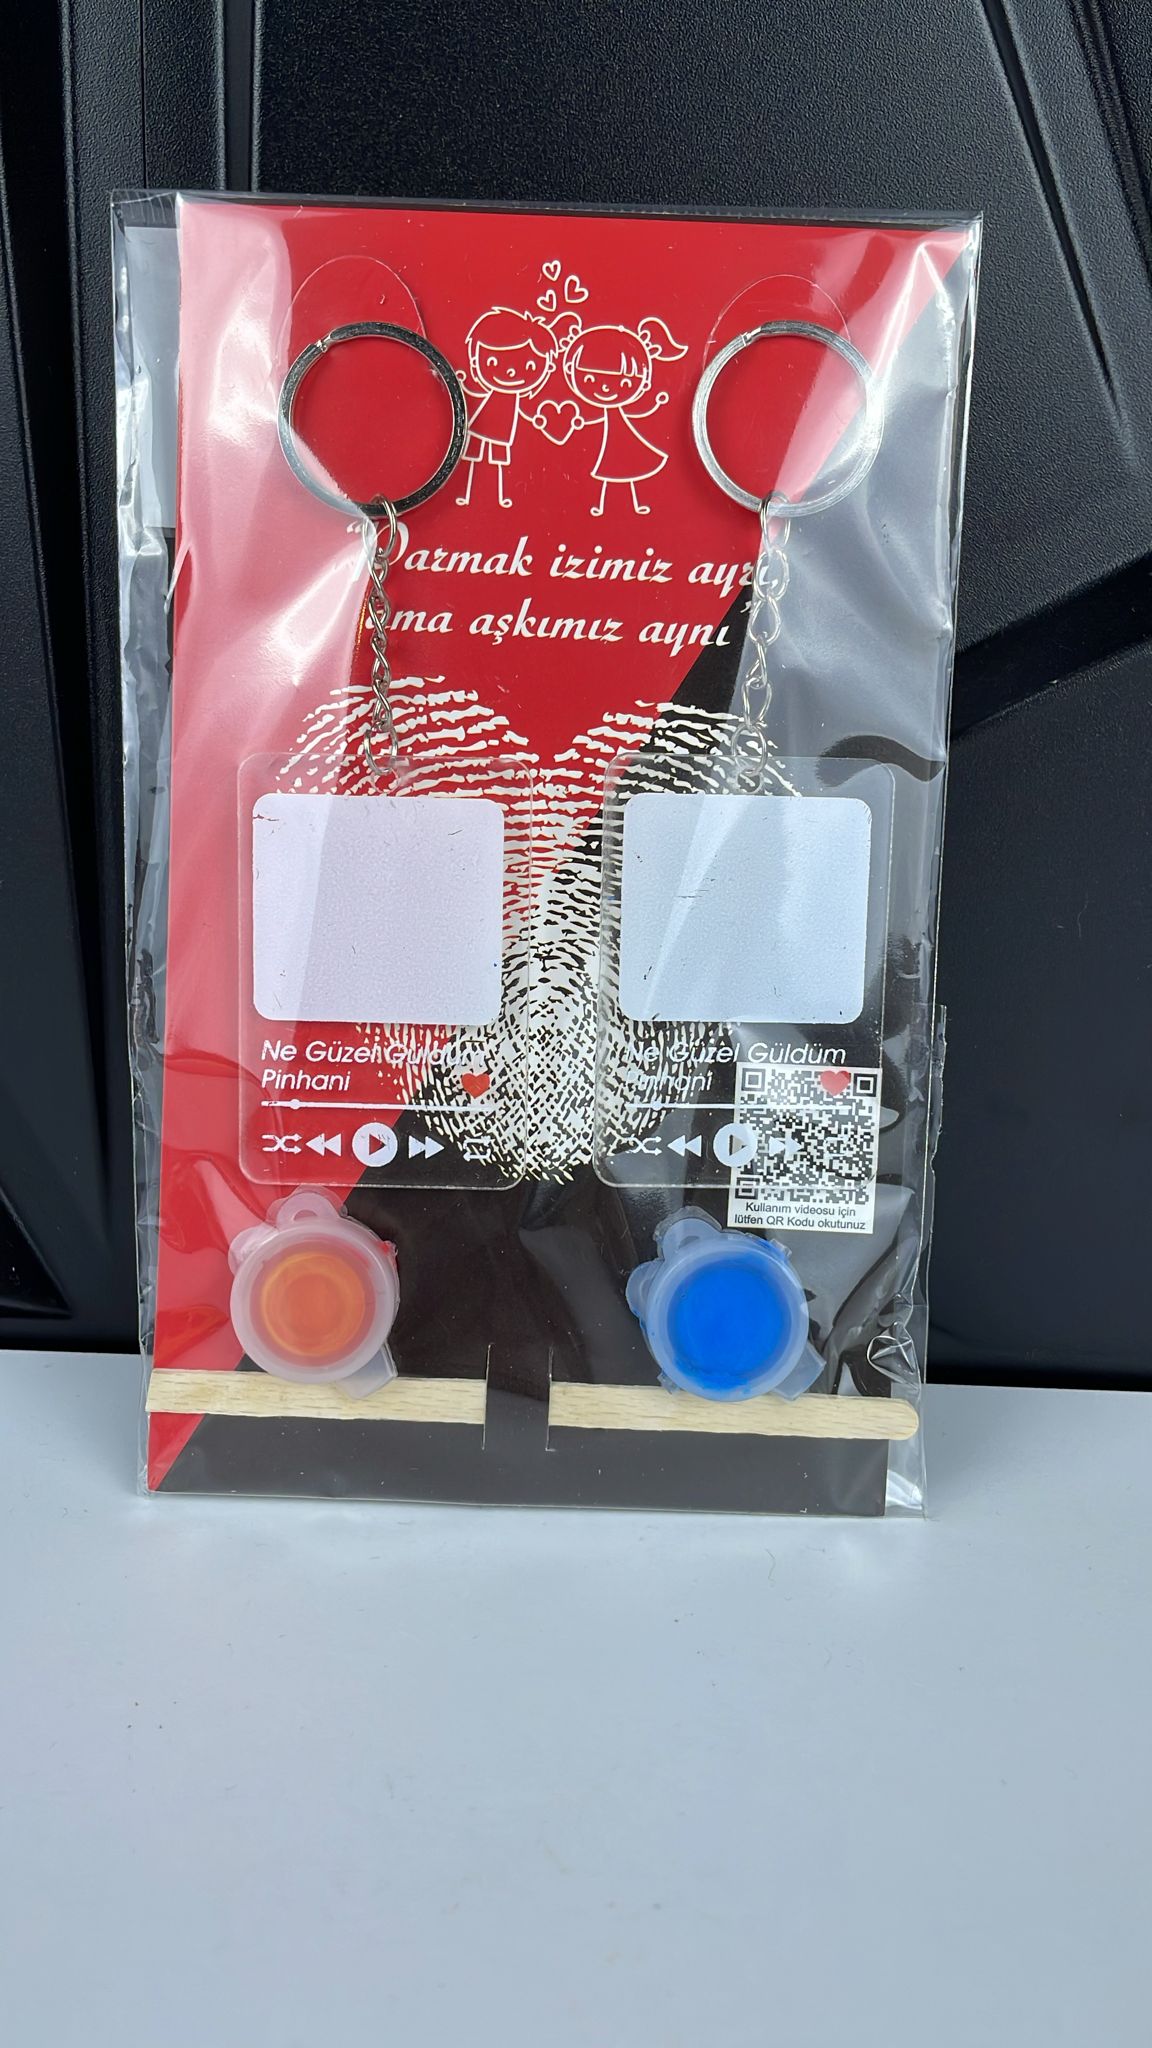 "Parmak izimiz ayrı,
ama aşkımız aynı"
Ne Güzel Güldüm
Pinhani
Ne Güzel Güldüm
Pinhani
Kullanım videosu için
lütfen QR Kodu okutunuz